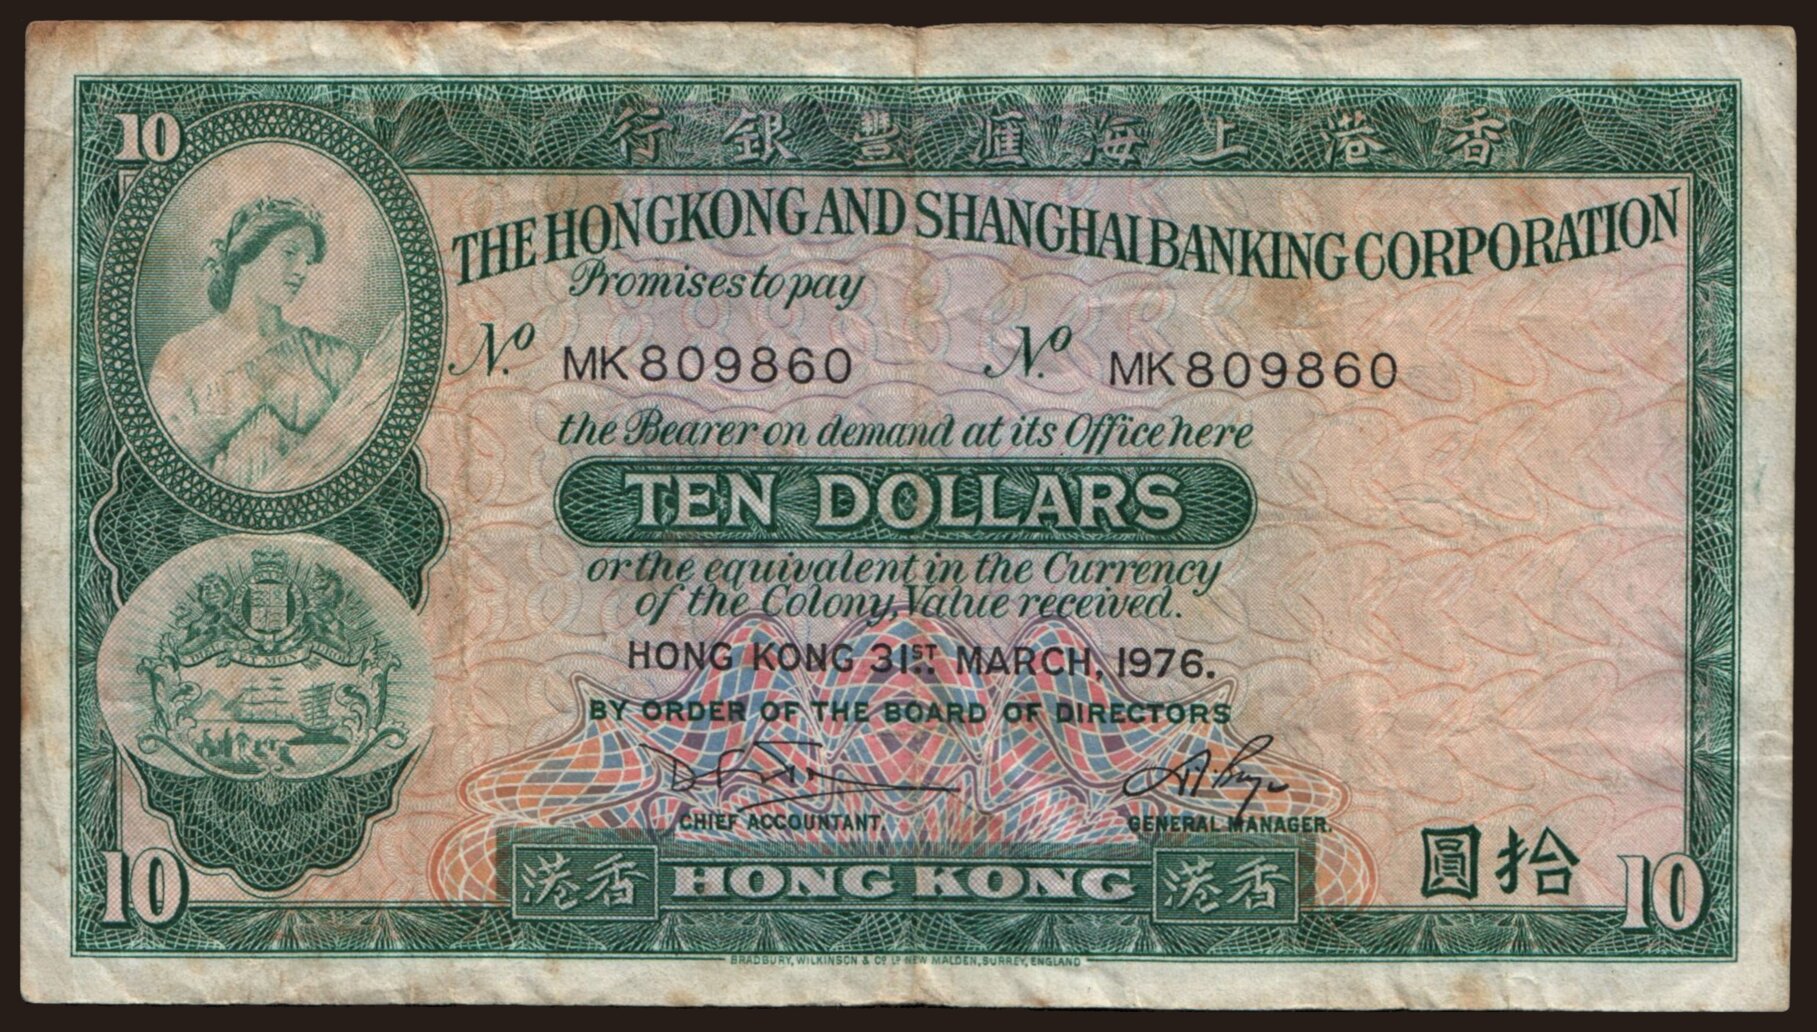 10
行銀豐滙海上港香
THE HONGKONG AND SHANGHAI BANKING CORPORATION
Promises to pay
No. MK809860 No. MK809860
the Bearer on demand at its Office here
TEN DOLLARS
or the equivalent in the Currency
of the Colony, Value received.
HONG KONG 31ST. MARCH, 1976.
BY ORDER OF THE BOARD OF DIRECTORS
CHIEF ACCOUNTANT. GENERAL MANAGER.
10 港香 HONG KONG 港香 圓拾 10
BRADBURY, WILKINSON & Co. Ld. NEW MALDEN, SURREY, ENGLAND